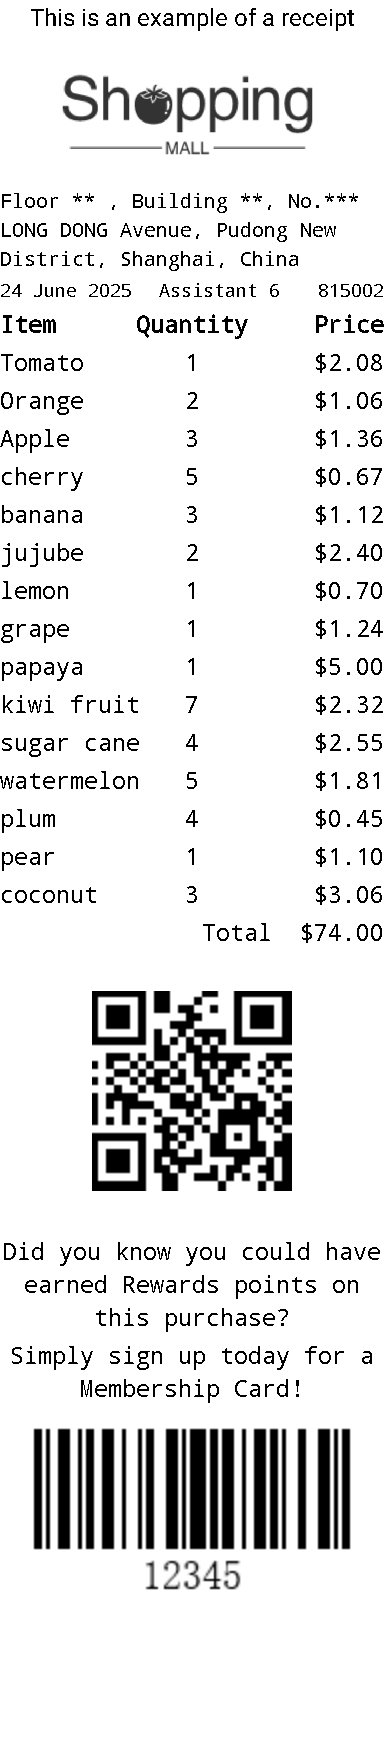 This is an example of a receipt
Shopping
MALL
Floor ** , Building **, No.***
LONG DONG Avenue, Pudong New
District, Shanghai, China
24 June 2025 Assistant 6 815002
Item Quantity Price
Tomato 1 $2.08
Orange 2 $1.06
Apple 3 $1.36
cherry 5 $0.67
banana 3 $1.12
jujube 2 $2.40
lemon 1 $0.70
grape 1 $1.24
papaya 1 $5.00
kiwi fruit 7 $2.32
sugar cane 4 $2.55
watermelon 5 $1.81
plum 4 $0.45
pear 1 $1.10
coconut 3 $3.06
Total $74.00
Did you know you could have
earned Rewards points on
this purchase?
Simply sign up today for a
Membership Card!
12345